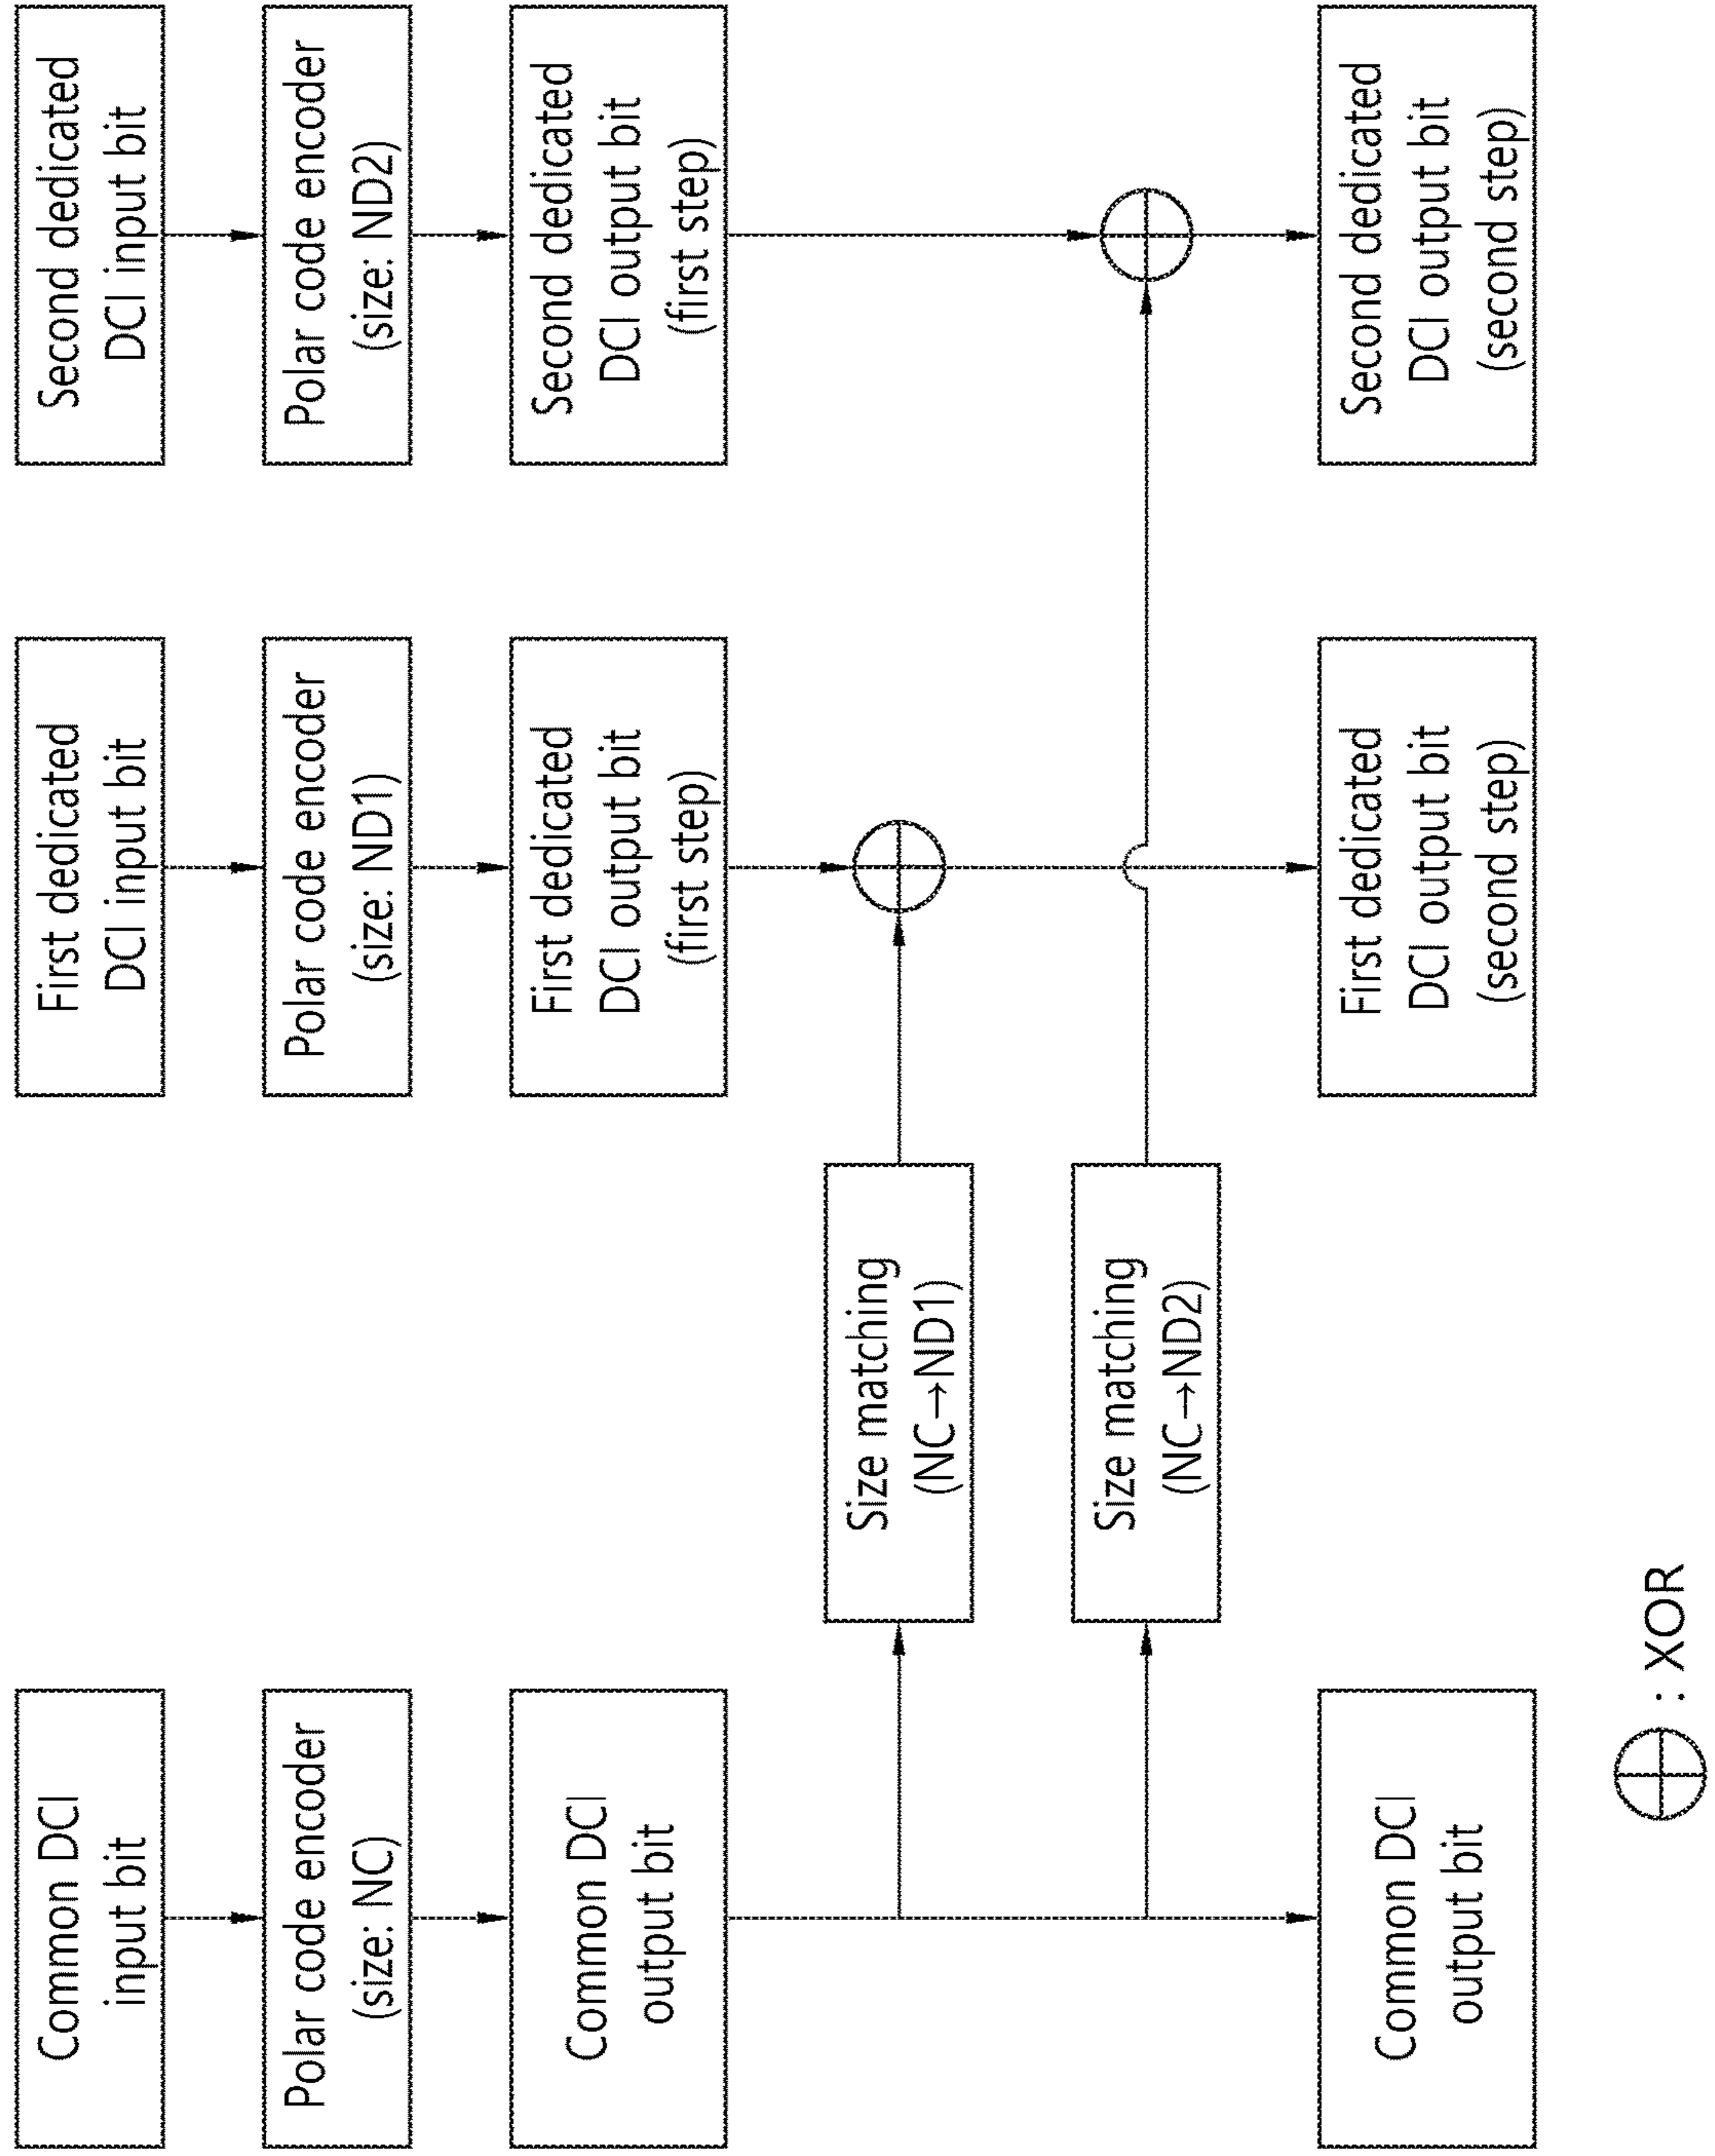 Common DCI
input bit
Polar code encoder
(size: NC)
Common DCI
output bit
Size matching
(NC→ND1)
Size matching
(NC→ND2)
Common DCI
output bit
First dedicated
DCI input bit
Polar code encoder
(size: ND1)
First dedicated
DCI output bit
(first step)
First dedicated
DCI output bit
(second step)
Second dedicated
DCI input bit
Polar code encoder
(size: ND2)
Second dedicated
DCI output bit
(first step)
Second dedicated
DCI output bit
(second step)
: XOR